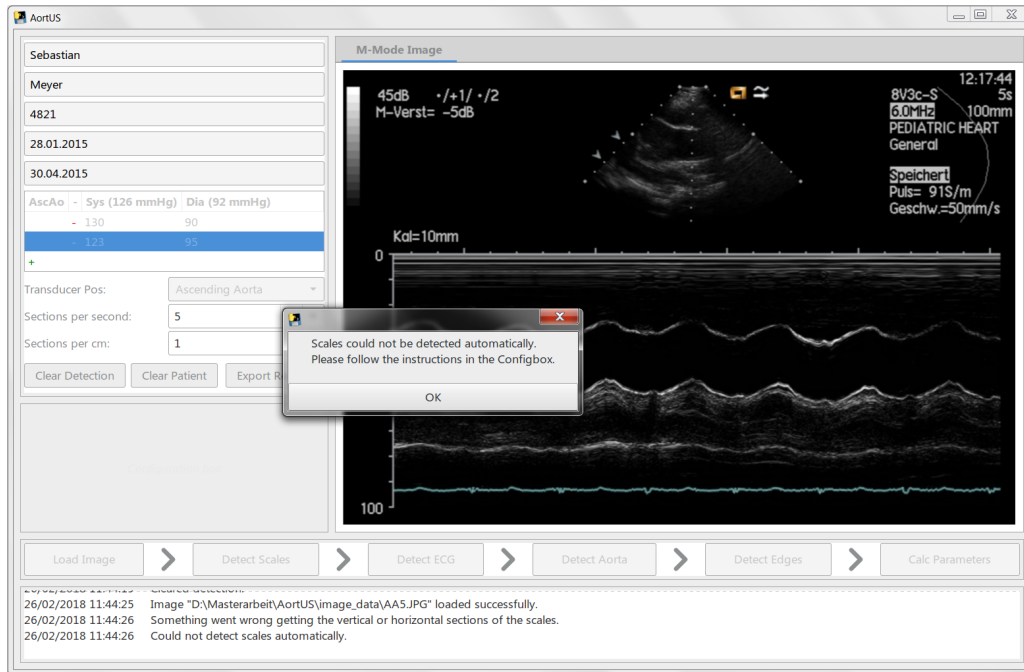 AortUS
Sebastian
Meyer
4821
28.01.2015
30.04.2015
AscAo - Sys (126 mmHg) Dia (92 mmHg)
- 130 90
- 123 95
+
Transducer Pos: Ascending Aorta
Sections per second: 5
Sections per cm: 1
Clear Detection Clear Patient Export
M-Mode Image
45dB •/+1/ •/2
M-Verst= -5dB
12:17:44
8V3c-S 5s
6.0MHz 100mm
PEDIATRIC HEART
General
Speichert
Puls= 91S/m
Geschw.=50mm/s
Kal=10mm
0
100
Scales could not be detected automatically.
Please follow the instructions in the Configbox.
OK
Load Image Detect Scales Detect ECG Detect Aorta Detect Edges Calc Parameters
26/02/2018 11:44:25 Image "D:\Masterarbeit\AortUS\image_data\AA5.JPG" loaded successfully.
26/02/2018 11:44:26 Something went wrong getting the vertical or horizontal sections of the scales.
26/02/2018 11:44:26 Could not detect scales automatically.